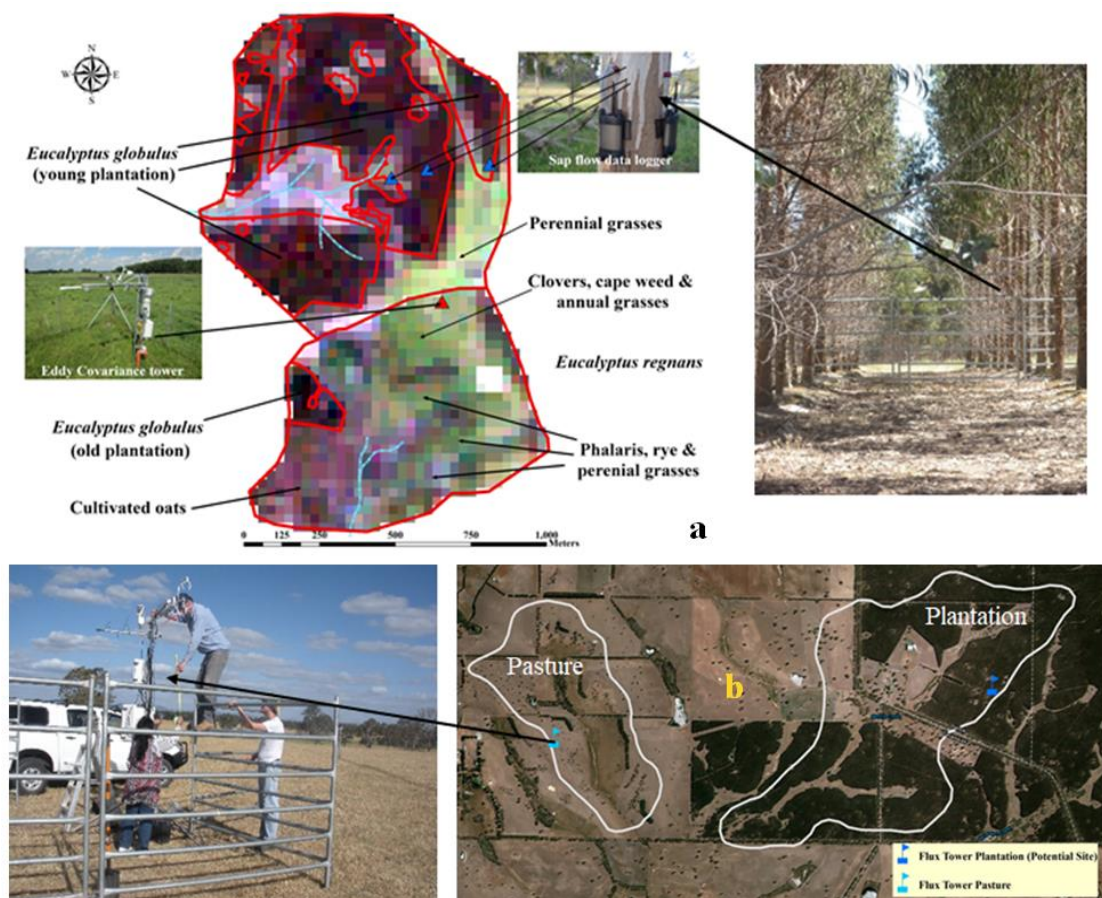 N
W E
S
Eucalyptus globulus
(young plantation)
Sap flow data logger
Perennial grasses
Clovers, cape weed &
annual grasses
Eddy Covariance tower
Eucalyptus regnans
Eucalyptus globulus
(old plantation)
Phalaris, rye &
perenial grasses
Cultivated oats
0 125 250 500 750 1,000
Meters
a
Pasture
b
Plantation
Flux Tower Plantation (Potential Site)
Flux Tower Pasture